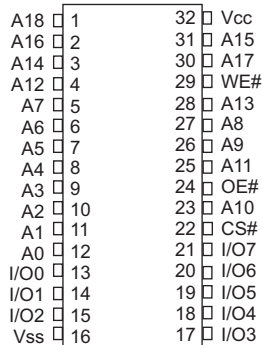 A18 1 32 Vcc
A16 2 31 A15
A14 3 30 A17
A12 4 29 WE#
A7 5 28 A13
A6 6 27 A8
A5 7 26 A9
A4 8 25 A11
A3 9 24 OE#
A2 10 23 A10
A1 11 22 CS#
A0 12 21 I/O7
I/O0 13 20 I/O6
I/O1 14 19 I/O5
I/O2 15 18 I/O4
Vss 16 17 I/O3